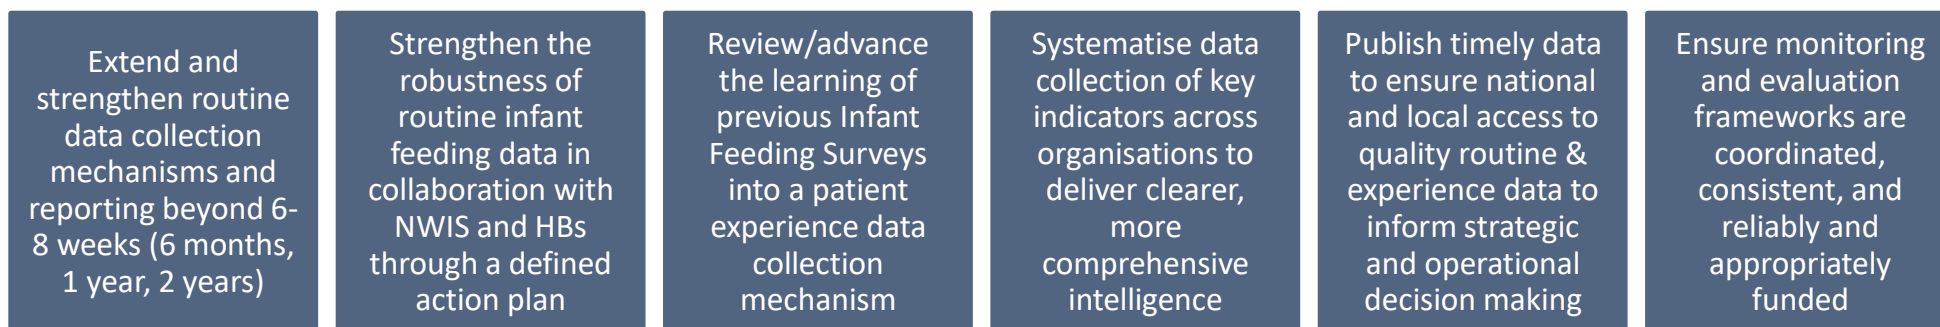 Extend and
strengthen routine
data collection
mechanisms and
reporting beyond 6-
8 weeks (6 months,
1 year, 2 years)
Strengthen the
robustness of
routine infant
feeding data in
collaboration with
NWIS and HBs
through a defined
action plan
Review/advance
the learning of
previous Infant
Feeding Surveys
into a patient
experience data
collection
mechanism
Systematise data
collection of key
indicators across
organisations to
deliver clearer,
more
comprehensive
intelligence
Publish timely data
to ensure national
and local access to
quality routine &
experience data to
inform strategic
and operational
decision making
Ensure monitoring
and evaluation
frameworks are
coordinated,
consistent, and
reliably and
appropriately
funded